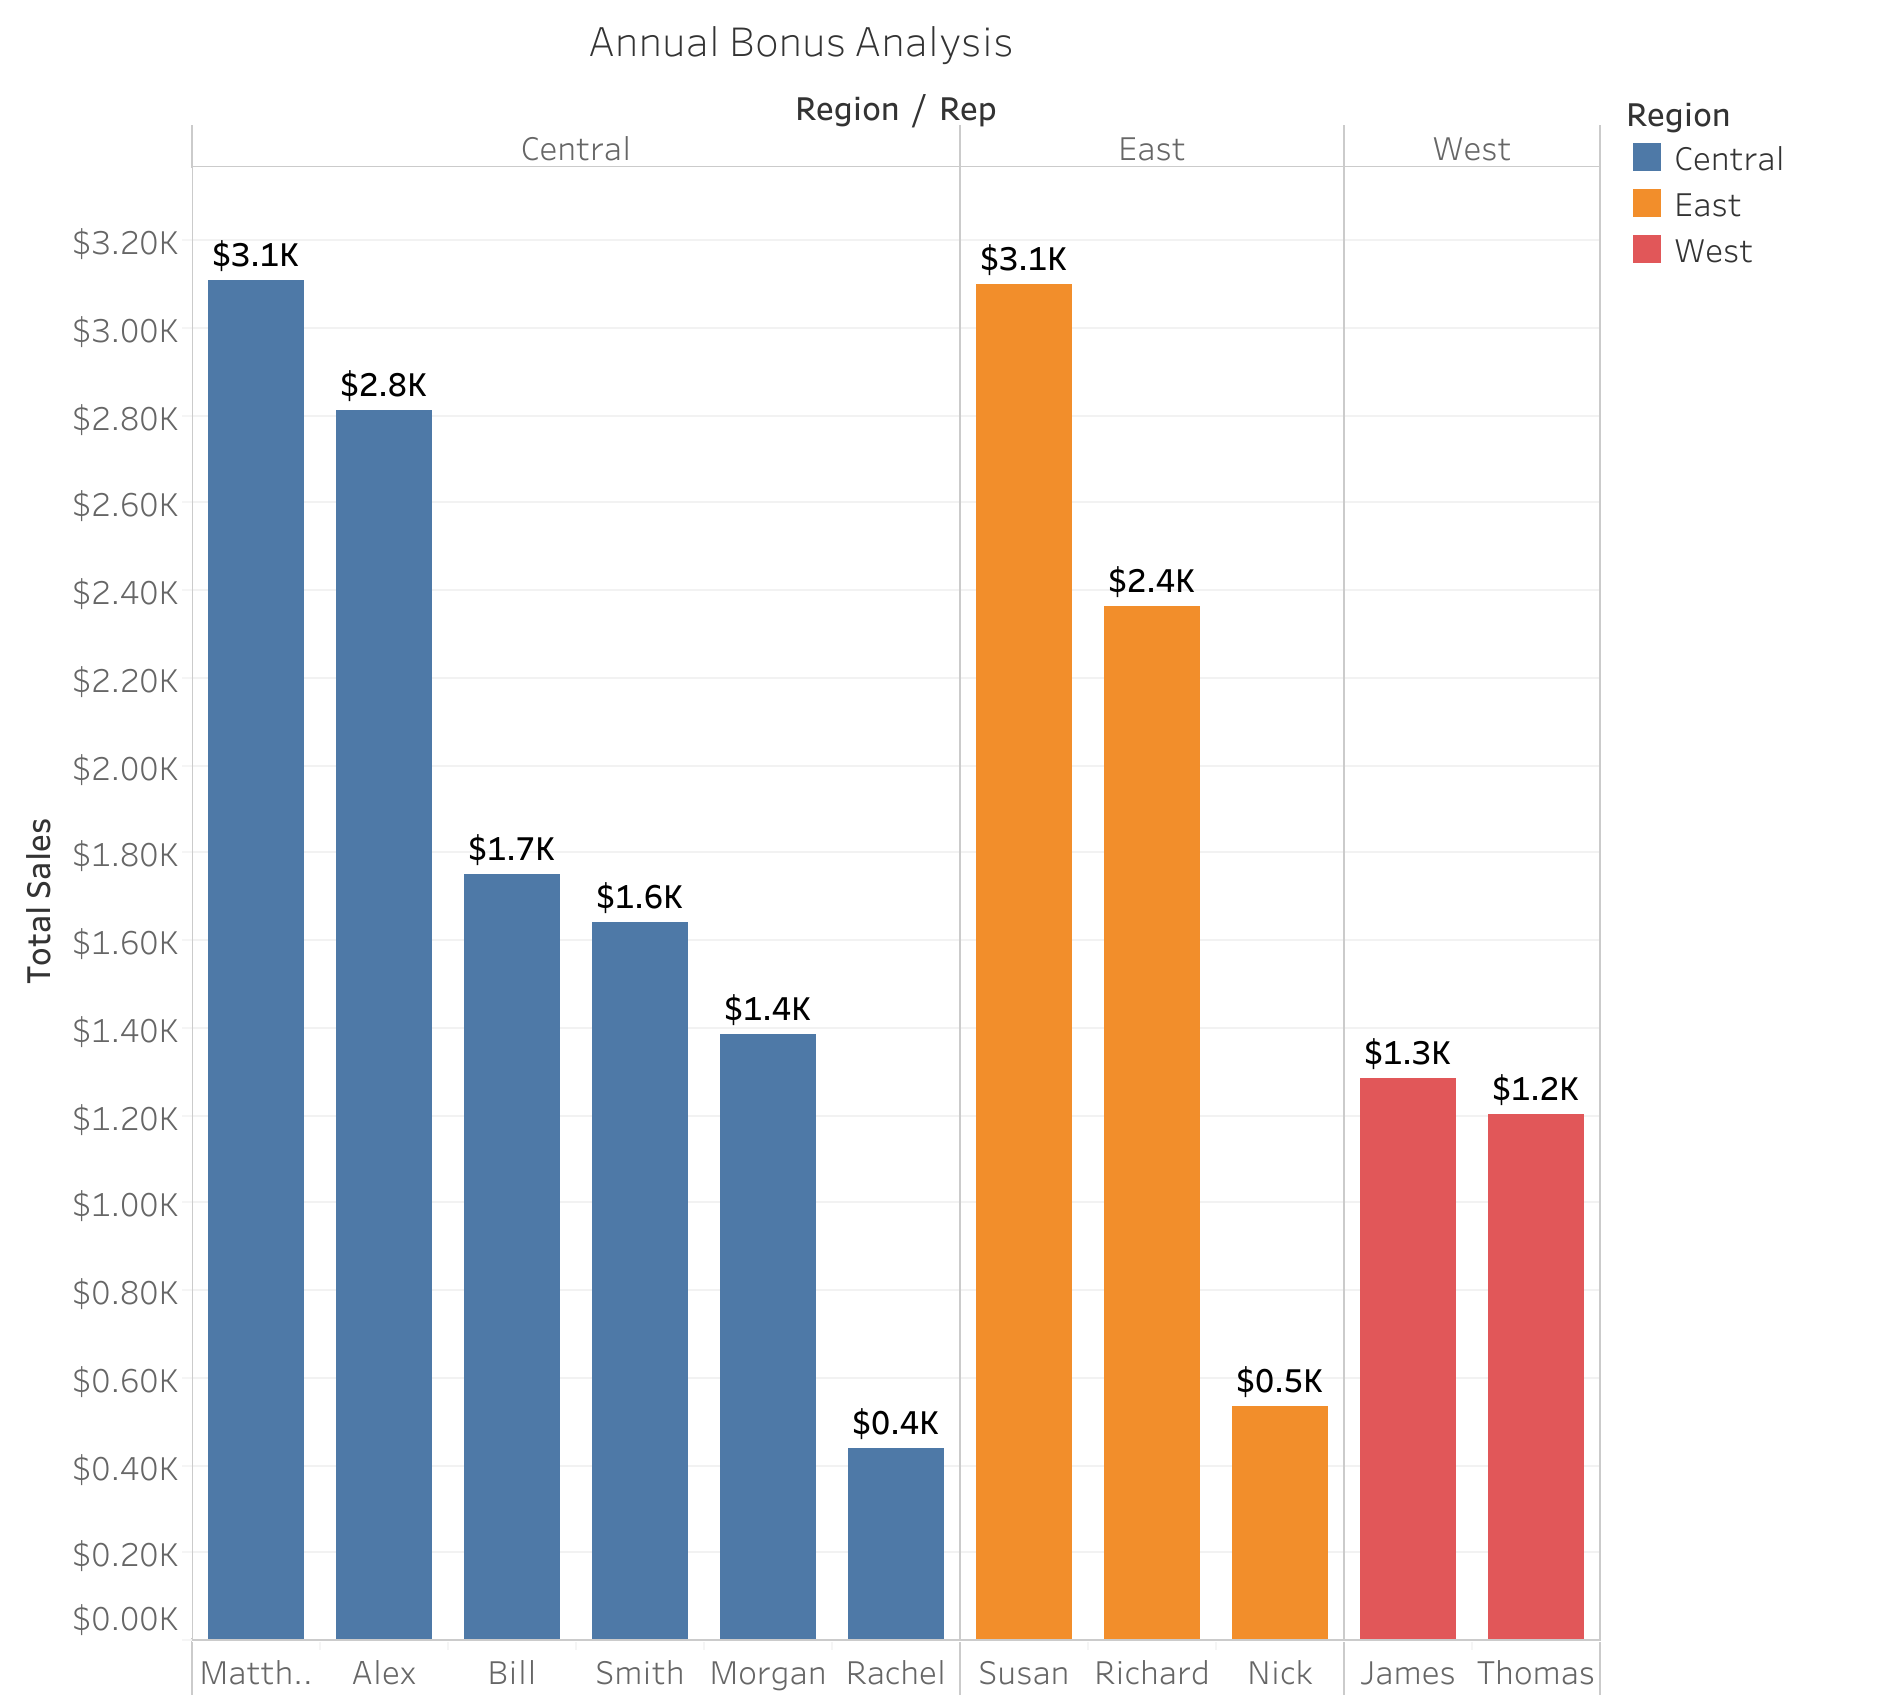 Annual Bonus Analysis
Region / Rep
Central East West
Region
Central
East
West
$3.20K
$3.00K
$2.80K
$2.60K
$2.40K
$2.20K
$2.00K
$1.80K
$1.60K
$1.40K
$1.20K
$1.00K
$0.80K
$0.60K
$0.40K
$0.20K
$0.00K
Total Sales
$3.1K
$2.8K
$1.7K
$1.6K
$1.4K
$0.4K
$3.1K
$2.4K
$0.5K
$1.3K
$1.2K
Matth.. Alex Bill Smith Morgan Rachel Susan Richard Nick James Thomas